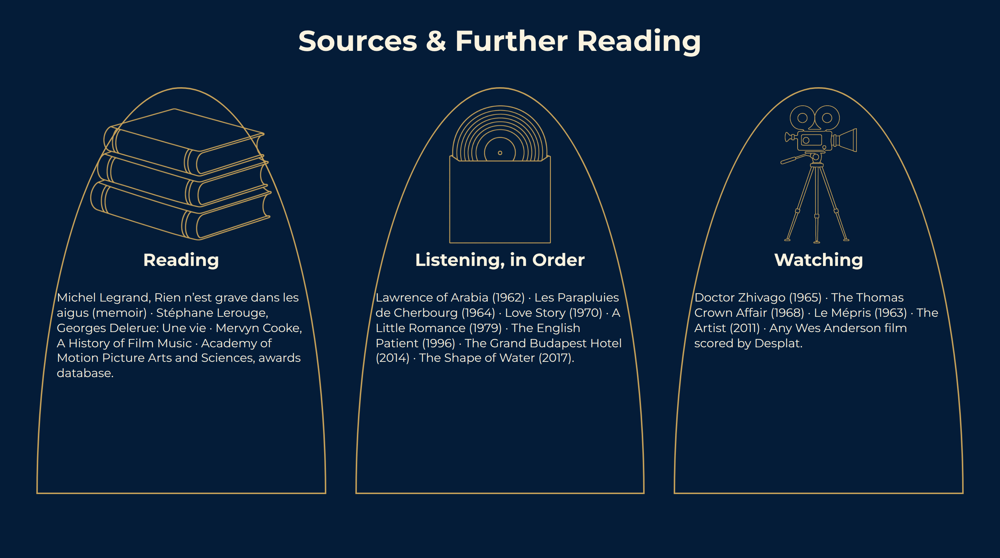 Sources & Further Reading
Reading
Michel Legrand, Rien n’est grave dans les
aigus (memoir) · Stéphane Lerouge,
Georges Delerue: Une vie · Mervyn Cooke,
A History of Film Music · Academy of
Motion Picture Arts and Sciences, awards
database.
Listening, in Order
Lawrence of Arabia (1962) · Les Parapluies
de Cherbourg (1964) · Love Story (1970) · A
Little Romance (1979) · The English
Patient (1996) · The Grand Budapest Hotel
(2014) · The Shape of Water (2017).
Watching
Doctor Zhivago (1965) · The Thomas
Crown Affair (1968) · Le Mépris (1963) · The
Artist (2011) · Any Wes Anderson film
scored by Desplat.